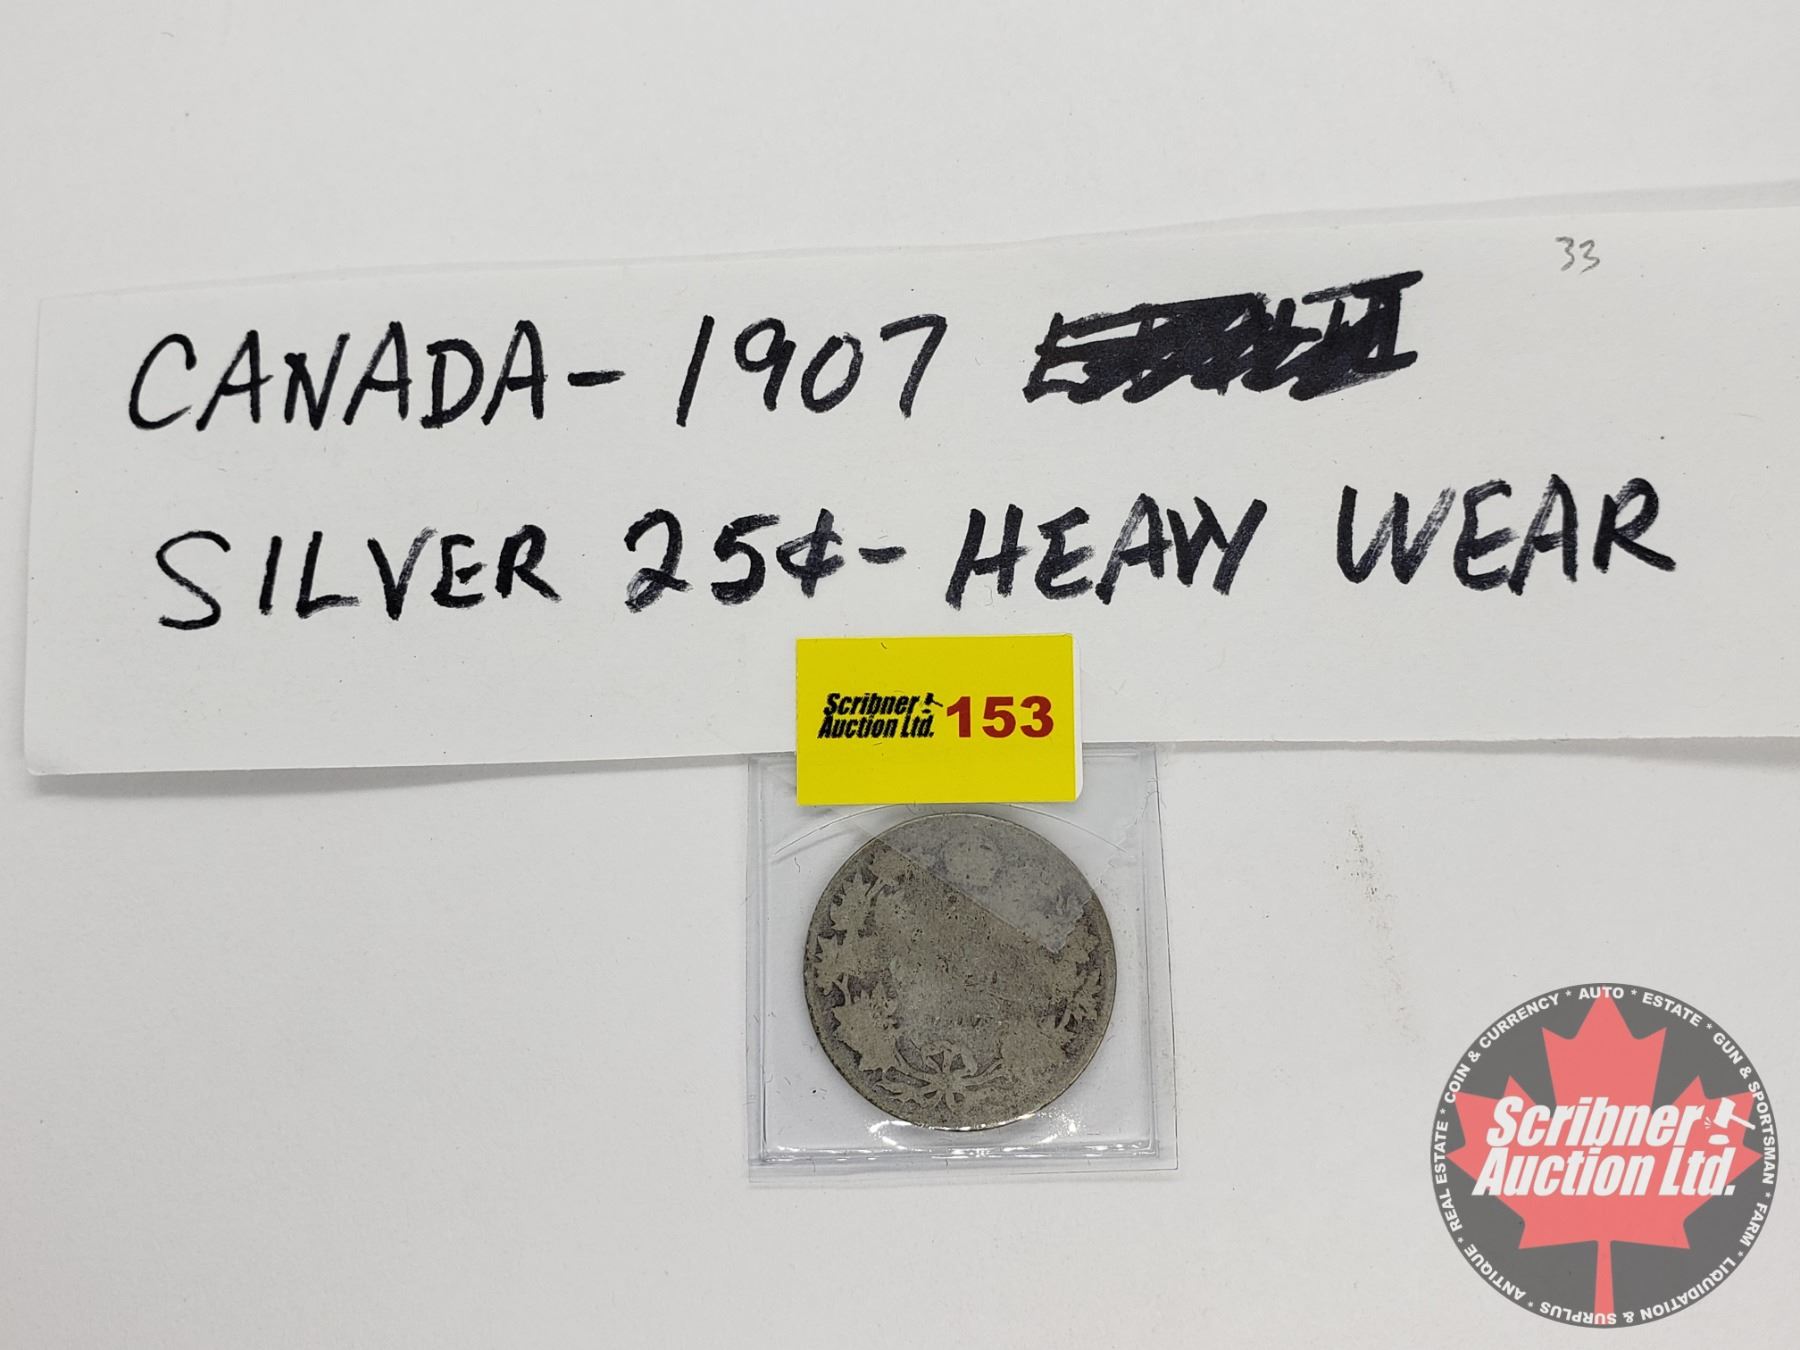 33
CANADA- 1907
SILVER 25¢- HEAVY WEAR
Scribner
Auction Ltd.
153
COIN & CURRENCY * AUTO * ESTATE * GUN & SPORTSMAN * FARM * LIQUIDATION & SURPLUS * ANTIQUE * REAL ESTATE *
Scribner
Auction Ltd.